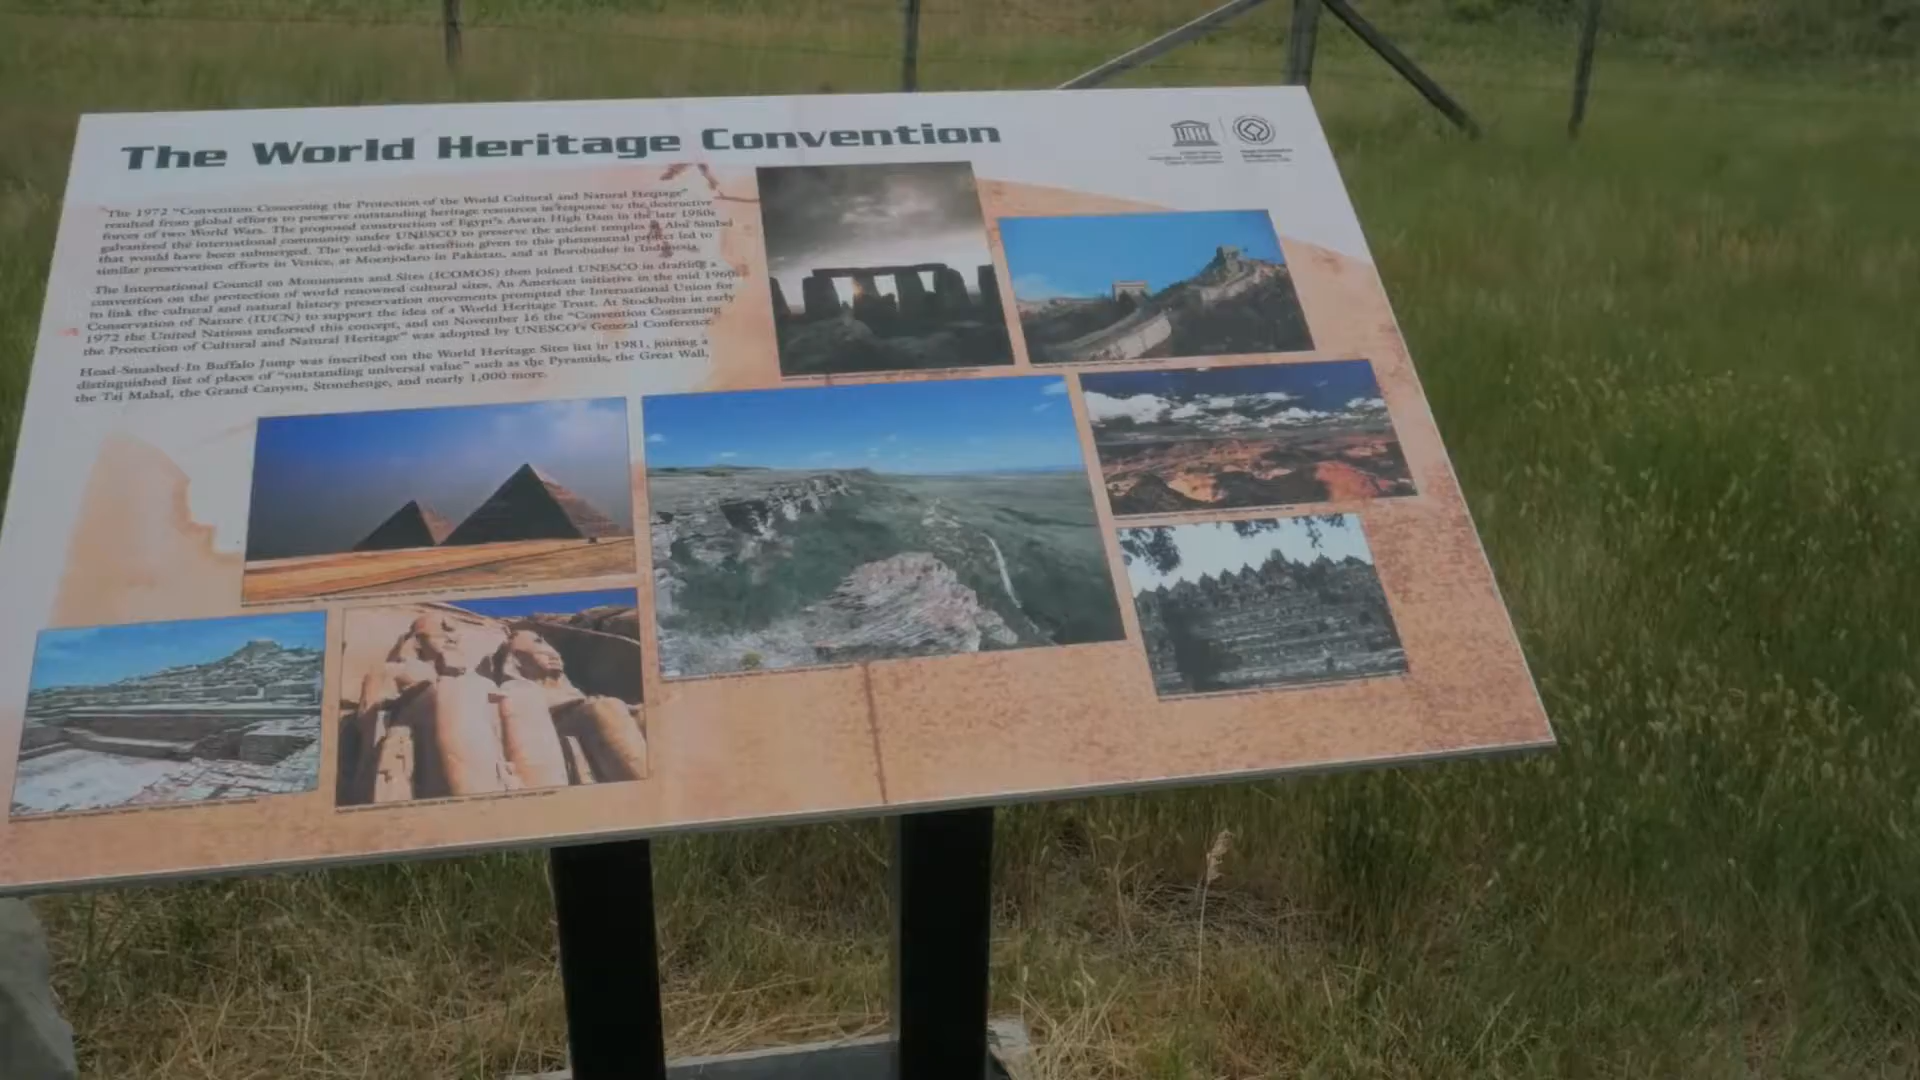 The World Heritage Convention
The 1972 "Convention Concerning the Protection of the World Cultural and Natural Heritage"
resulted from global efforts to preserve outstanding heritage resources in response to the destructive
forces of two World Wars. The proposed construction of Egypt's Aswan High Dam in the late 1980s
galvanized the international community under UNESCO to preserve the ancient temples of Abu Simbel
that would have been submerged. The world-wide attention given to this phenomenal project led to
similar preservation efforts in Venice, at Moenjodaro in Pakistan, and at Borobudur in Indonesia.
The International Council on Monuments and Sites (ICOMOS) then joined UNESCO in drafting a
convention on the protection of world renowned cultural sites. An American initiative in the mid 1960s
to link the cultural and natural history preservation movements prompted the International Union for
Conservation of Nature (IUCN) to support the idea of a World Heritage Trust. At Stockholm in early
1972 the United Nations endorsed this concept, and on November 16 the "Convention Concerning
the Protection of Cultural and Natural Heritage" was adopted by UNESCO's General Conference.
Head-Smashed-In Buffalo Jump was inscribed on the World Heritage Sites list in 1981, joining a
distinguished list of places of "outstanding universal value" such as the Pyramids, the Great Wall,
the Taj Mahal, the Grand Canyon, Stonehenge, and nearly 1,000 more.